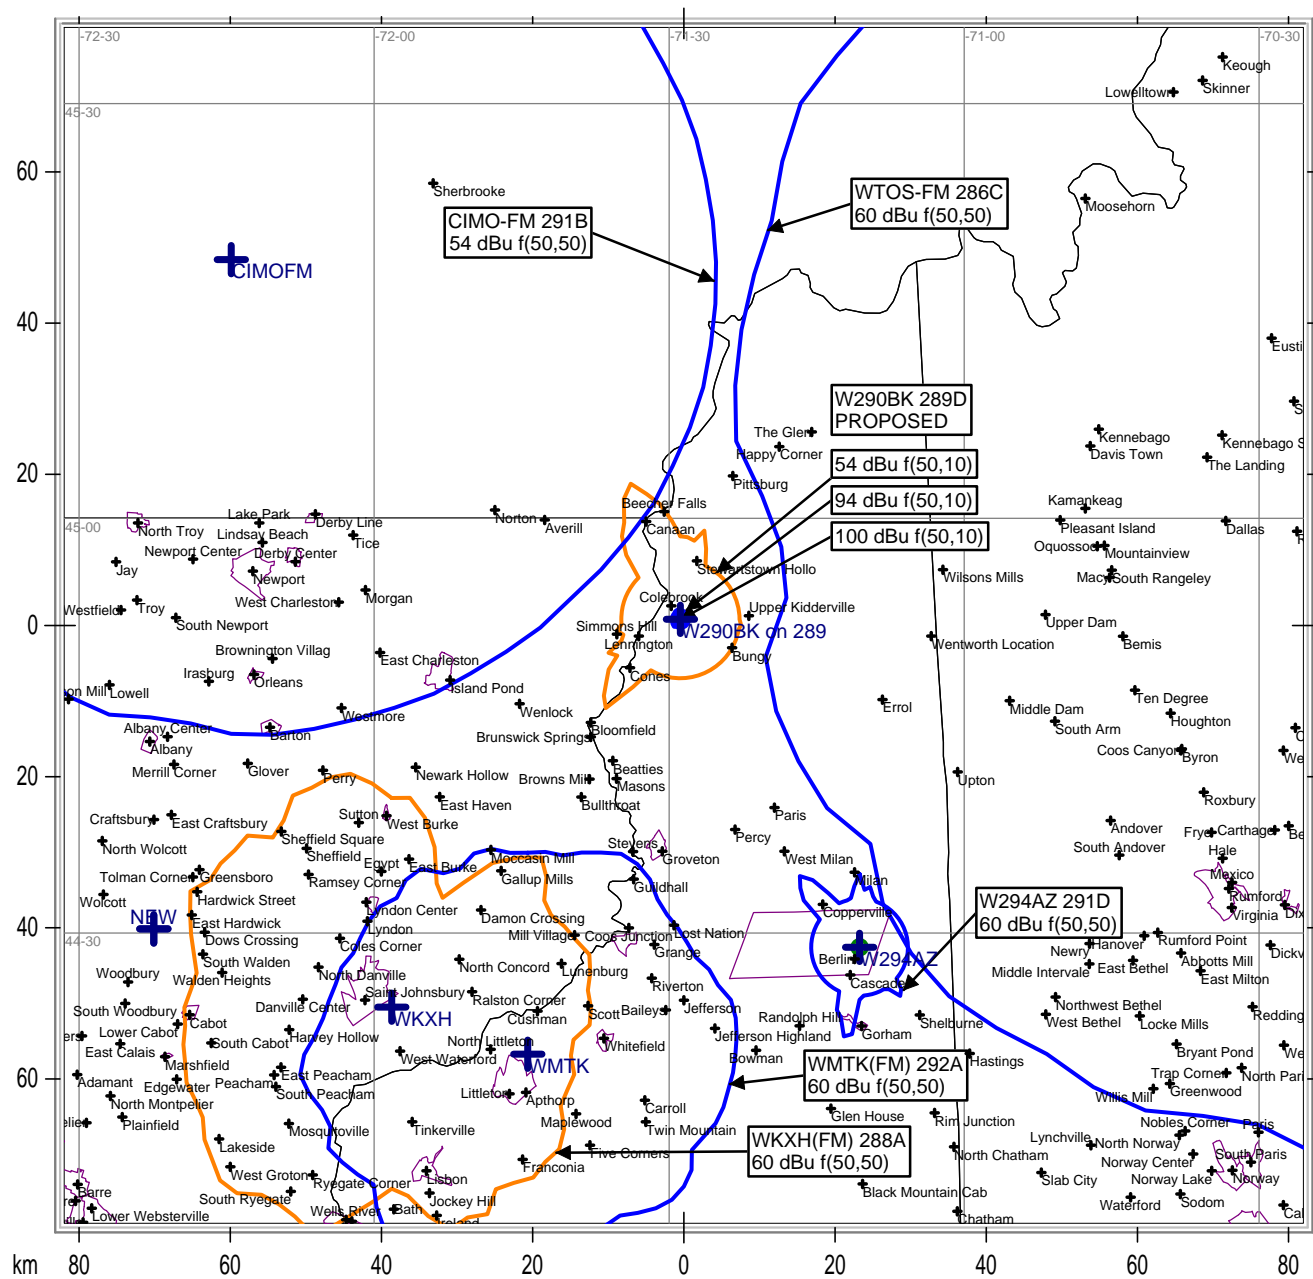 -72-30
-72-00
-71-30
-71-00
-70-30
45-30
45-00
44-30
Keough
Skinner
Lowelltown
60
Sherbrooke
CIMO-FM 291B
54 dBu f(50,50)
WTOS-FM 286C
60 dBu f(50,50)
Moosehorn
CIMOFM
40
Eusti
W290BK 289D
PROPOSED
54 dBu f(50,10)
94 dBu f(50,10)
100 dBu f(50,10)
The Glen
Happy Corner
Kennebago
Davis Town
Kennebago S
The Landing
20
Pittsburg
Beecher Falls
Canaan
Kamankeag
Pleasant Island
Dallas
Norton
Averill
North Troy
Lake Park
Derby Line
Lindsay Beach
Tice
Newport Center
Derby Center
Jay
Newport
Oquossoc
Mountainview
Macy
South Rangeley
Stewartstown Hollo
Wilsons Mills
Colebrook
Upper Kidderville
Westfield
Troy
West Charleston
Morgan
South Newport
0
W290BK on 289
Simmons Hill
Lemington
Bungy
Cones
Upper Dam
Bemis
Wentworth Location
Brownington Villag
East Charleston
Irasburg
Orleans
Island Pond
on Mill
Lowell
Westmore
Wenlock
Errol
Middle Dam
South Arm
Ten Degree
Houghton
Albany Center
Albany
Barton
Brunswick Springs
Bloomfield
Coos Canyon
Byron
We
Merrill Corner
Glover
Perry
Newark Hollow
Beatties
Browns Mill
Masons
20
Upton
Bullthroat
East Haven
Paris
Percy
Roxbury
Craftsbury
East Craftsbury
Sutton
West Burke
Andover
Frye
Carthage
Be
North Wolcott
Sheffield Square
Sheffield
Egypt
East Burke
Moccasin Mill
Stevens
Groveton
West Milan
South Andover
Hale
Tolman Corner
Greensboro
Ramsey Corner
Gallup Mills
Guildhall
Milan
Mexico
Rumford
Wolcott
Hardwick Street
W294AZ 291D
60 dBu f(50,50)
Virginia
Dix
NEW
East Hardwick
Lyndon Center
Lyndon
Damon Crossing
Copperville
40
Dows Crossing
Coles Corner
Mill Village
Coos Junction
Lost Nation
Grange
Newry
Hanover
Rumford Point
Dickv
South Walden
North Danville
North Concord
Lunenburg
Berlin
W294AZ
Middle Intervale
East Bethel
Abbotts Mill
East Milton
Woodbury
Walden Heights
Riverton
Cascade
Danville Center
Saint Johnsbury
Ralston Corner
Scott
Baileys
Jefferson
Northwest Bethel
West Bethel
Locke Mills
Redding
South Woodbury
Cabot
WKXH
Cushman
Randolph Hill
Shelburne
Lower Cabot
South Cabot
Harvey Hollow
Jefferson Highland
Gorham
East Calais
Marshfield
West Waterford
North Littleton
Whitefield
Bowman
Hastings
Bryant Pond
We
WMTK
WMTK(FM) 292A
60 dBu f(50,50)
60
Adamant
Edgewater
Peacham
East Peacham
South Peacham
Trap Corner
North Pari
Greenwood
North Montpelier
Littleton
Apthorp
Carroll
Glen House
Willis Mill
Plainfield
Mosquitoville
Tinkerville
Maplewood
Twin Mountain
Rim Junction
Nobles Corner
Paris
Lakeside
WKXH(FM) 288A
60 dBu f(50,50)
Five Corners
Franconia
North Chatham
Lynchville
North Norway
South Paris
Norway Center
West Groton
Ryegate Corner
Lisbon
Slab City
Norway Lake
Norway
Barre
South Ryegate
Jockey Hill
Black Mountain Cab
Waterford
Sodom
Lower Websterville
Wells River
Bath
Chatham
Cal
km
80
60
40
20
0
20
40
60
80